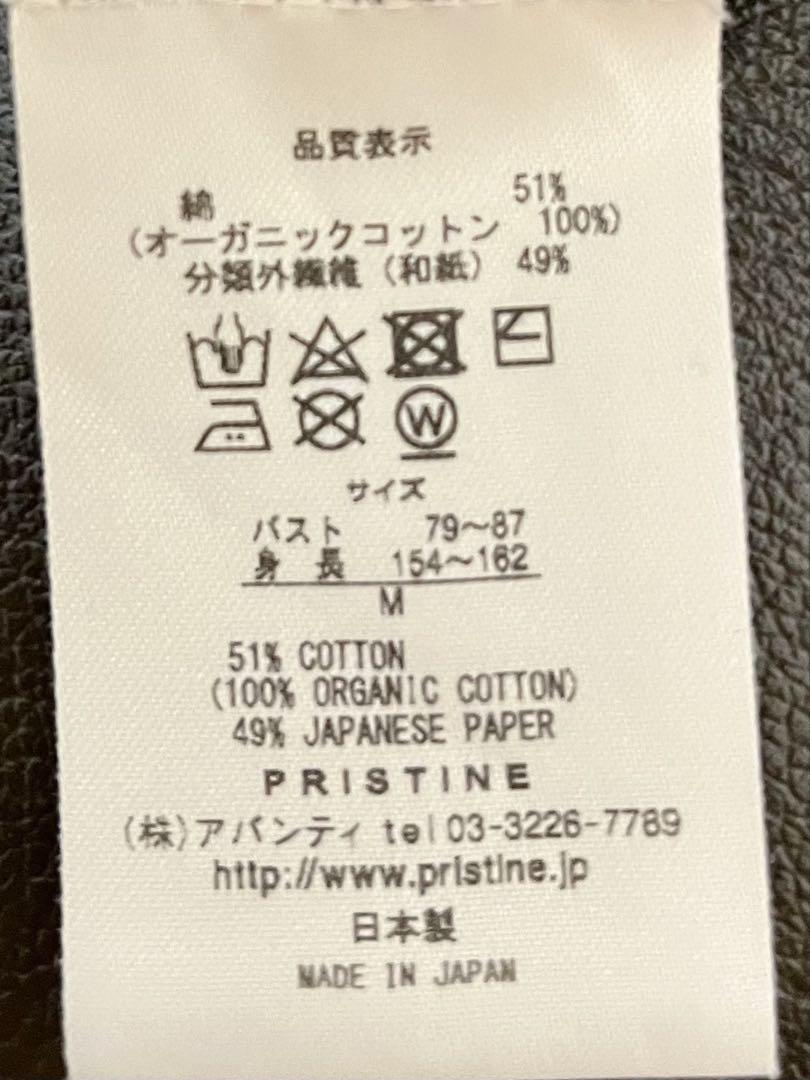 品質表示
綿 51%
(オーガニックコットン 100%)
分類外繊維(和紙) 49%
W
サイズ
バスト 79〜87
身長 154〜162
M
51% COTTON
(100% ORGANIC COTTON)
49% JAPANESE PAPER
PRISTINE
(株)アバンティ tel 03-3226-7789
http://www.pristine.jp
日本製
MADE IN JAPAN